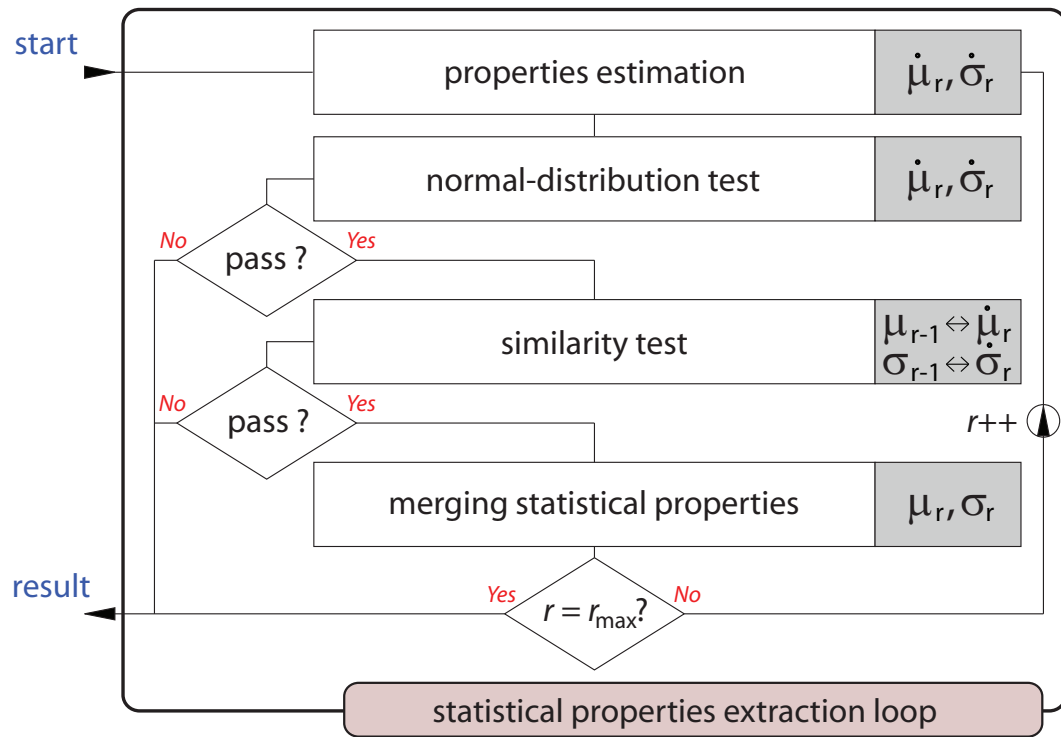 start
properties estimation
μ̇r, σ̇r
normal-distribution test
μ̇r, σ̇r
No
Yes
pass ?
similarity test
μr-1 ⇔ μ̇r
σr-1 ⇔ σ̇r
No
Yes
pass ?
r++
merging statistical properties
μr, σr
result
Yes
No
r = rmax?
statistical properties extraction loop